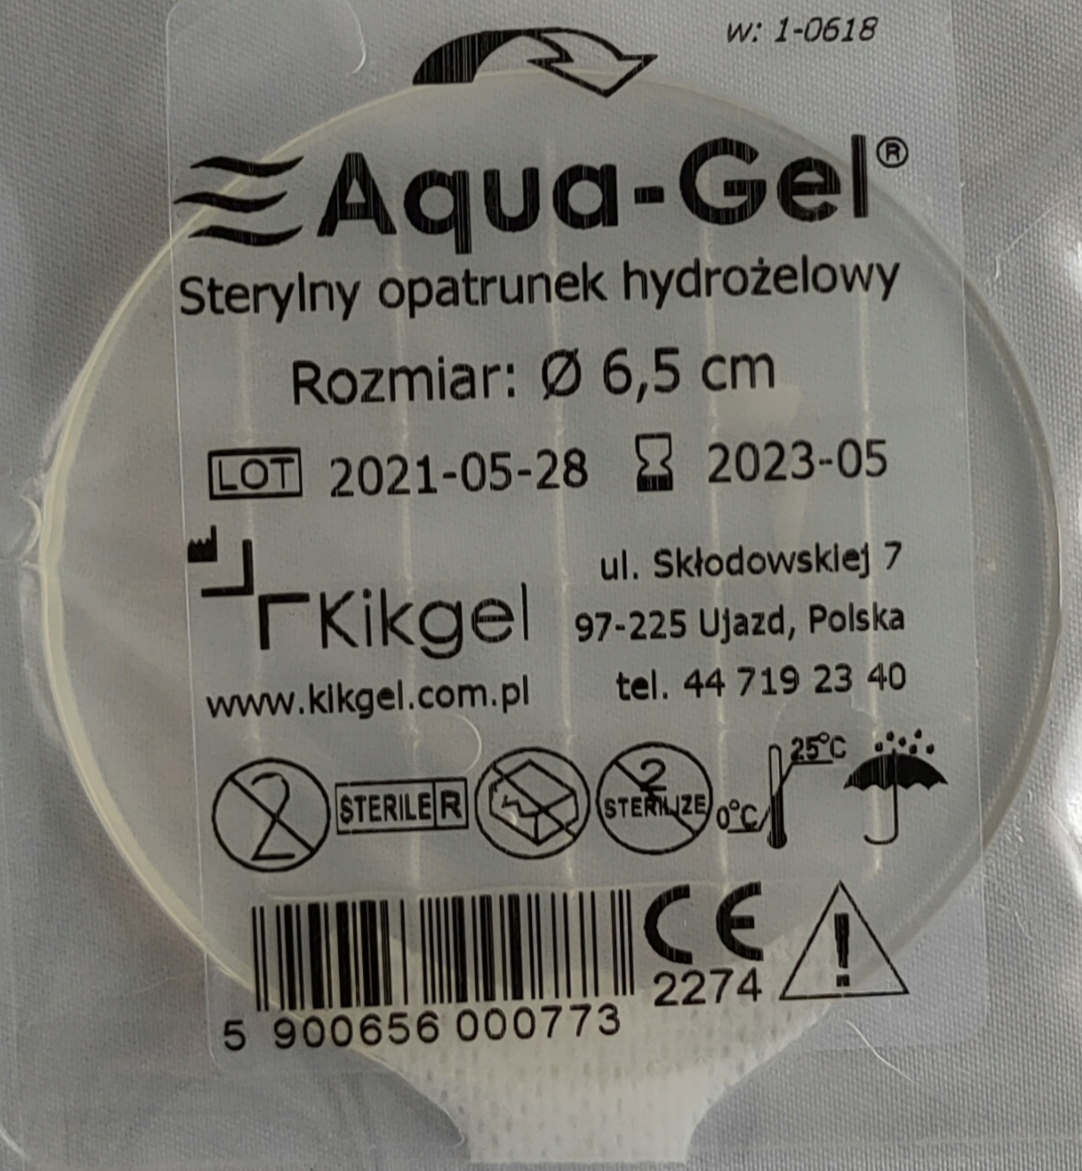 w: 1-0618
Aqua-Gel®
Sterylny opatrunek hydrożelowy
Rozmiar: Ø 6,5 cm
LOT 2021-05-28 2023-05
Kikgel
ul. Skłodowskiej 7
97-225 Ujazd, Polska
www.kikgel.com.pl
tel. 44 719 23 40
2 STERILE R 2 STERILIZE 0°C 25°C
CE
2274
5 900656 000773